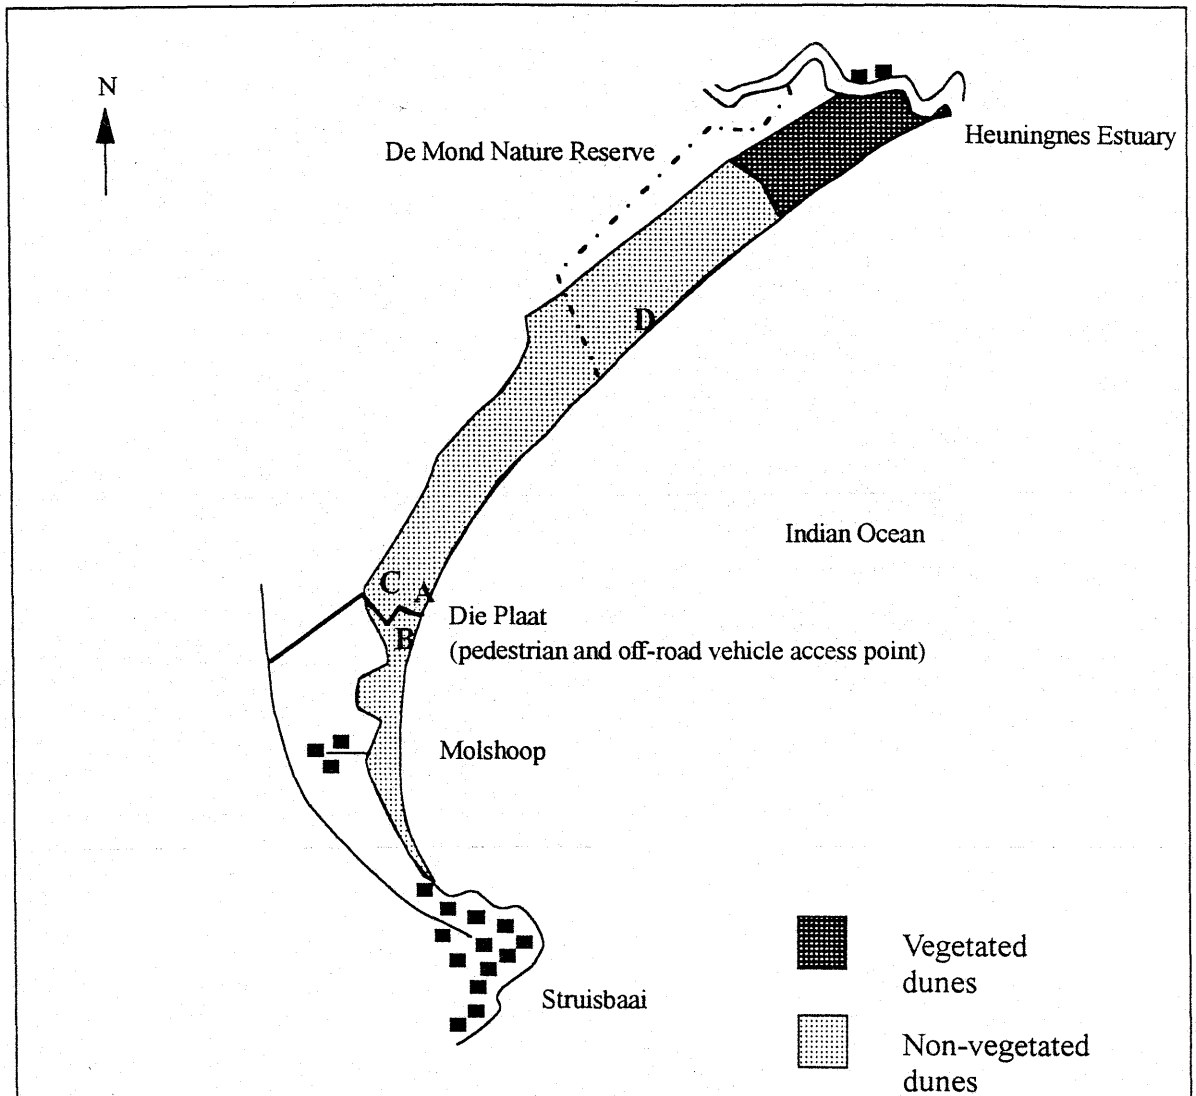 N
De Mond Nature Reserve
Heuningnes Estuary
D
Indian Ocean
C
A
Die Plaat
B
(pedestrian and off-road vehicle access point)
Molshoop
Struisbaai
Vegetated
dunes
Non-vegetated
dunes